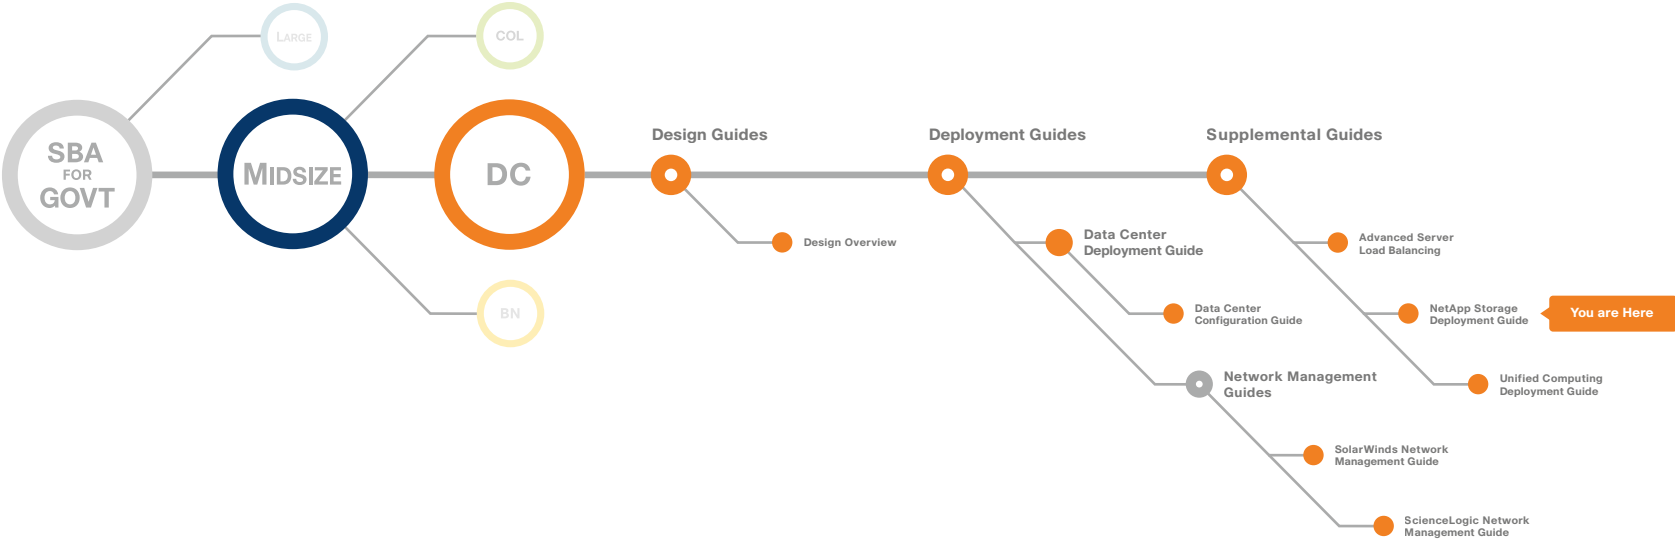 LARGE
COL
SBA
FOR
GOVT
MIDSIZE
DC
BN
Design Guides
Design Overview
Deployment Guides
Data Center
Deployment Guide
Data Center
Configuration Guide
Network Management
Guides
SolarWinds Network
Management Guide
ScienceLogic Network
Management Guide
Supplemental Guides
Advanced Server
Load Balancing
NetApp Storage
Deployment Guide
You are Here
Unified Computing
Deployment Guide